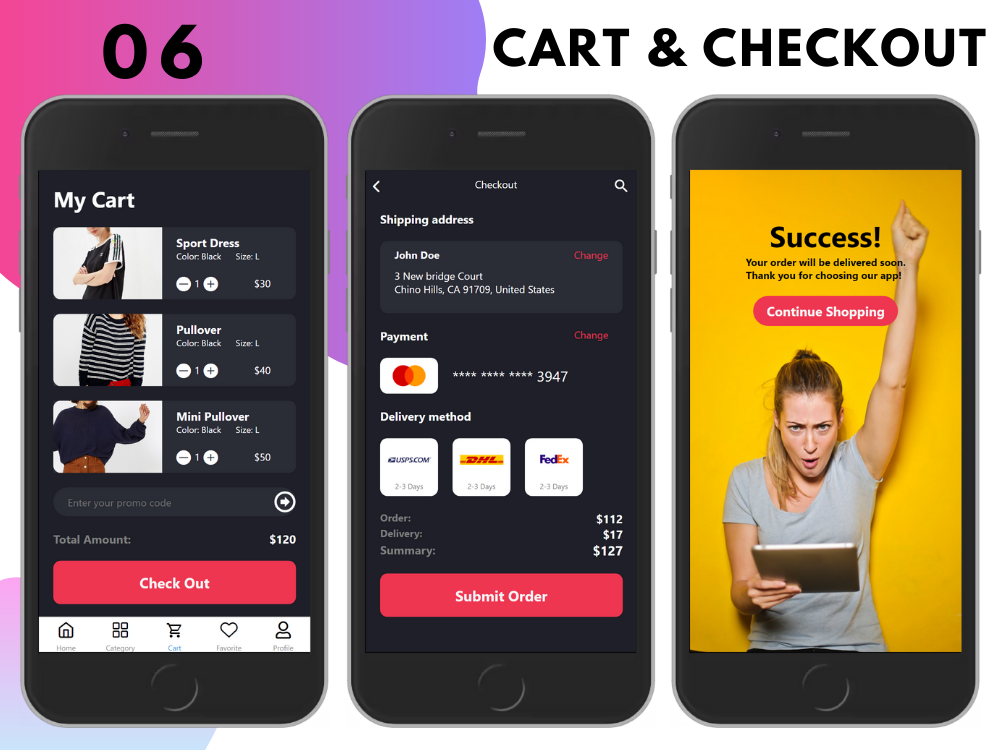 06
CART & CHECKOUT
My Cart
Sport Dress
Color: Black Size: L
1 $30
Pullover
Color: Black Size: L
1 $40
Mini Pullover
Color: Black Size: L
1 $50
Enter your promo code
Total Amount: $120
Check Out
Home Category Cart Favorite Profile
Checkout
Shipping address
John Doe Change
3 New bridge Court
Chino Hills, CA 91709, United States
Payment Change
**** **** **** 3947
Delivery method
USPS.COM DHL FedEx
2-3 Days 2-3 Days 2-3 Days
Order: $112
Delivery: $17
Summary: $127
Submit Order
Success!
Your order will be delivered soon.
Thank you for choosing our app!
Continue Shopping